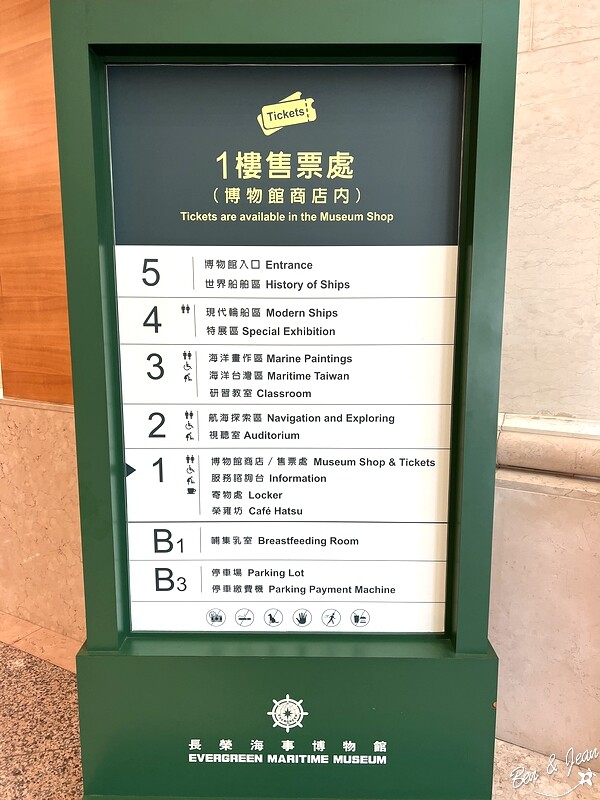 Tickets
1樓售票處
（博物館商店內）
Tickets are available in the Museum Shop
5
博物館入口 Entrance
世界船舶區 History of Ships
4
現代輪船區 Modern Ships
特展區 Special Exhibition
3
海洋畫作區 Marine Paintings
海洋台灣區 Maritime Taiwan
研習教室 Classroom
2
航海探索區 Navigation and Exploring
視聽室 Auditorium
1
博物館商店 / 售票處 Museum Shop & Tickets
服務諮詢台 Information
寄物處 Locker
榮雍坊 Café Hatsu
B1
哺集乳室 Breastfeeding Room
B3
停車場 Parking Lot
停車繳費機 Parking Payment Machine
長榮海事博物館
EVERGREEN MARITIME MUSEUM
Ben & Jean